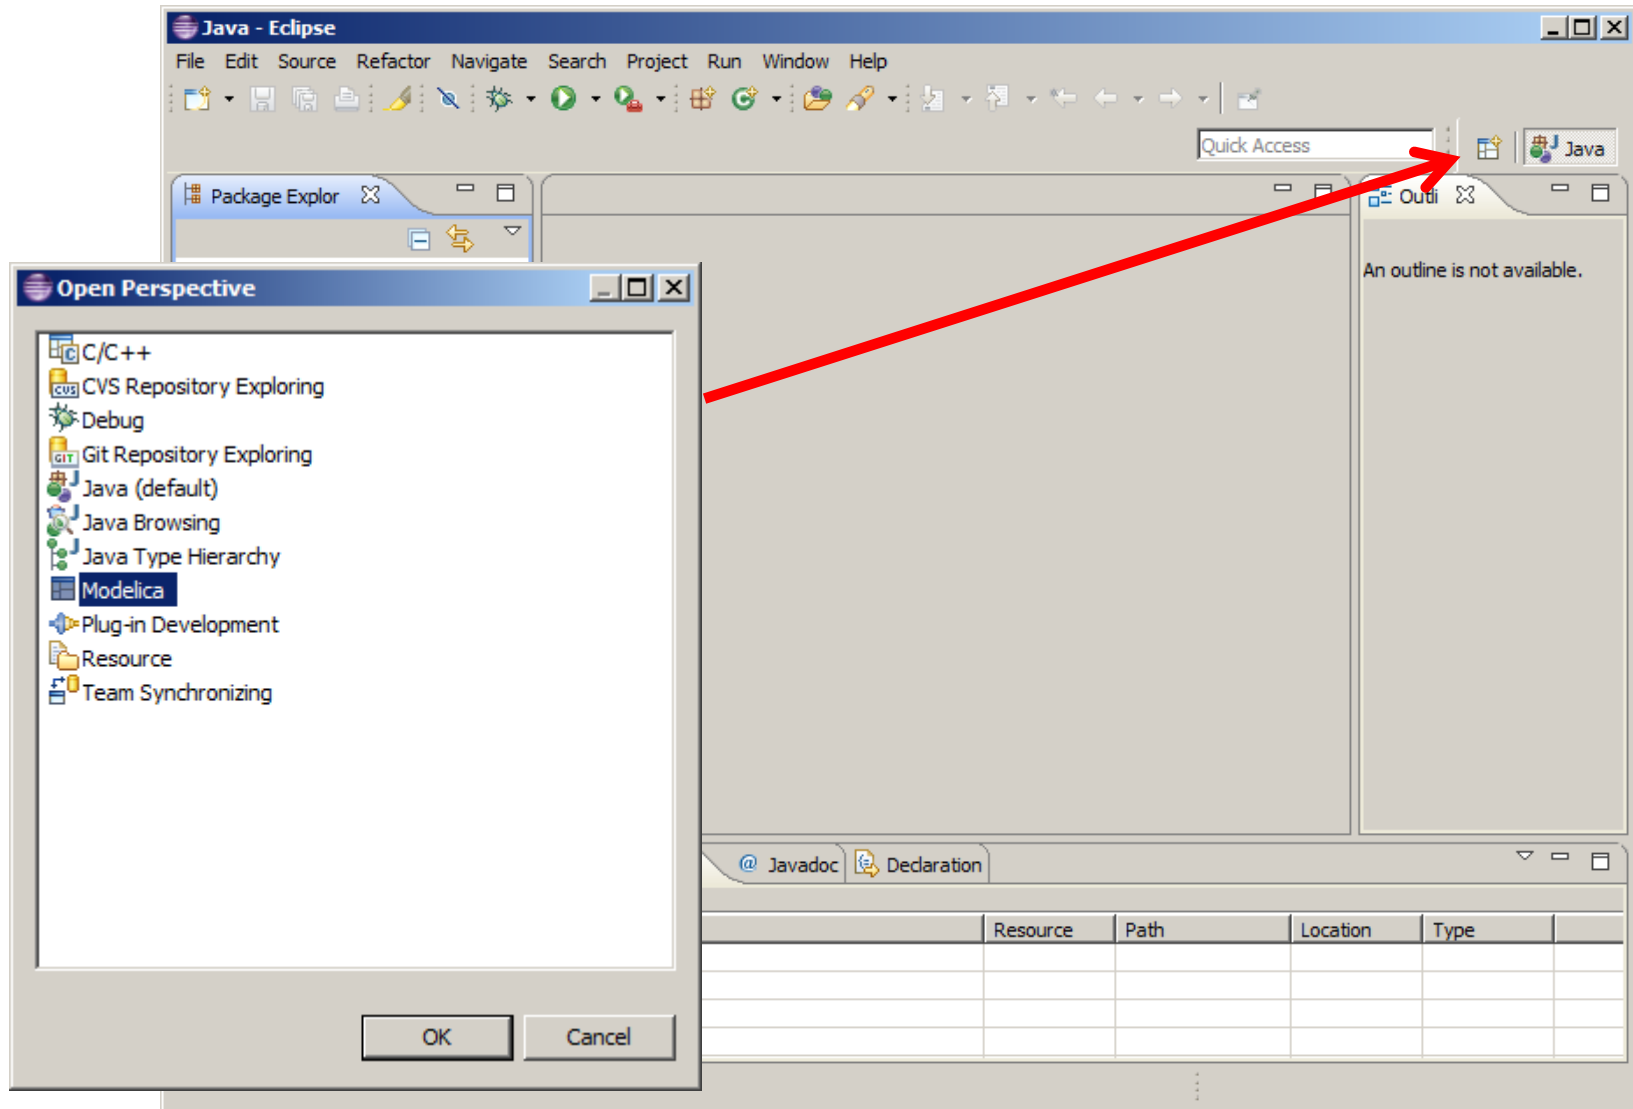 Java - Eclipse
File Edit Source Refactor Navigate Search Project Run Window Help
Quick Access
Java
Package Explor
Outli
An outline is not available.
Open Perspective
C/C++
CVS Repository Exploring
Debug
Git Repository Exploring
Java (default)
Java Browsing
Java Type Hierarchy
Modelica
Plug-in Development
Resource
Team Synchronizing
OK Cancel
@ Javadoc Declaration
Resource Path Location Type